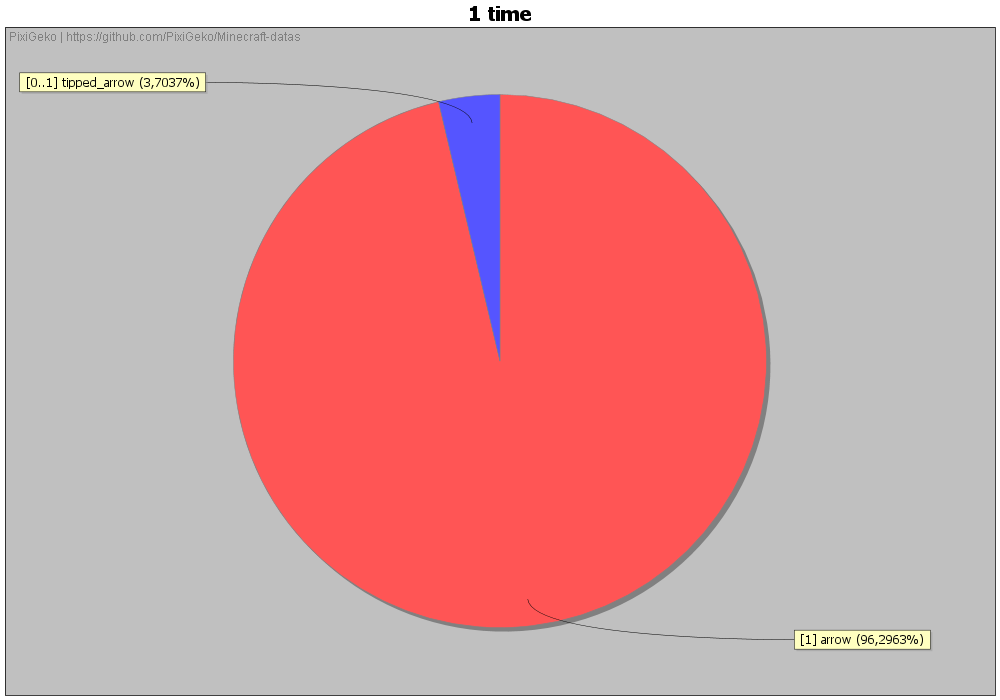 1 time
PixiGeko | https://github.com/PixiGeko/Minecraft-datas
[0..1] tipped_arrow (3,7037%)
[1] arrow (96,2963%)